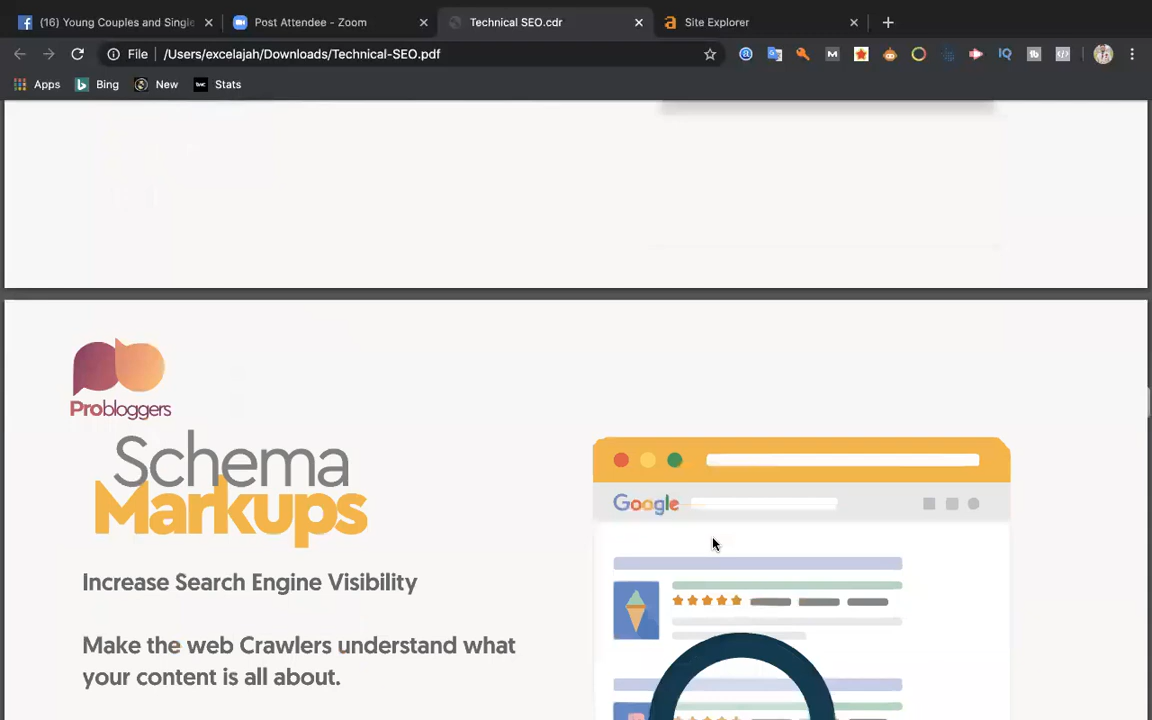 (16) Young Couples and Single
Post Attendee - Zoom
Technical SEO.cdr
Site Explorer
File
/Users/excelajah/Downloads/Technical-SEO.pdf
Apps
Bing
New
Stats
Probloggers
Schema
Markups
Google
Increase Search Engine Visibility
Make the web Crawlers understand what
your content is all about.